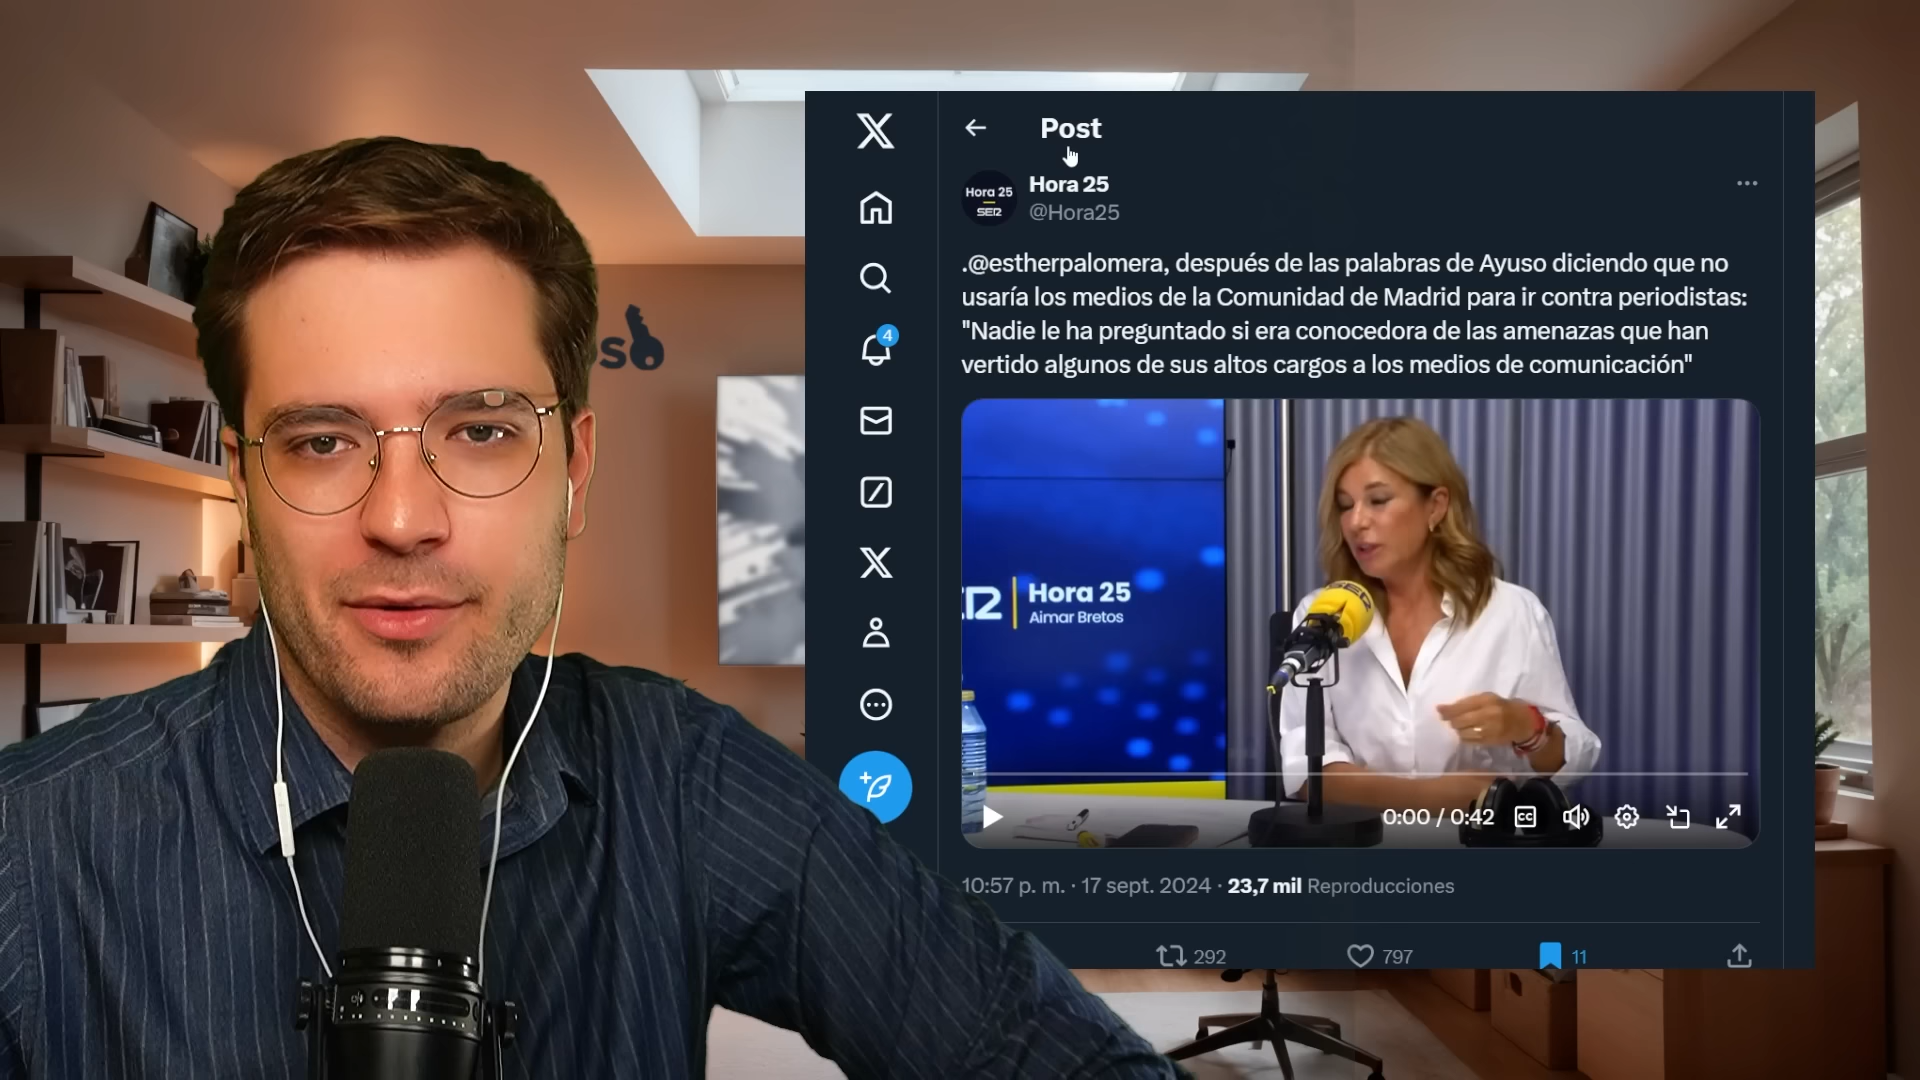 Post
Hora 25
@Hora25
Hora 25
SER
.@estherpalomera, después de las palabras de Ayuso diciendo que no
usaría los medios de la Comunidad de Madrid para ir contra periodistas:
"Nadie le ha preguntado si era conocedora de las amenazas que han
vertido algunos de sus altos cargos a los medios de comunicación"
4
s
Hora 25
Aimar Bretos
SER
0:00 / 0:42
CC
10:57 p. m. · 17 sept. 2024 · 23,7 mil Reproducciones
292
797
11